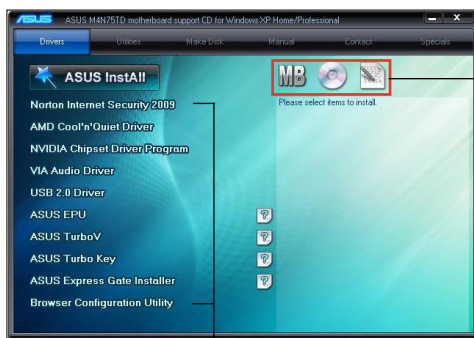 ASUS ASUS M4N75TD motherboard support CD for Windows XP Home/Professional
Drivers Utilities Make Disk Manual Contact Specials
ASUS InstAll
MB
Please select items to install.
Norton Internet Security 2009
AMD Cool'n'Quiet Driver
NVIDIA Chipset Driver Program
VIA Audio Driver
USB 2.0 Driver
ASUS EPU ?
ASUS TurboV ?
ASUS Turbo Key ?
ASUS Express Gate Installer ?
Browser Configuration Utility